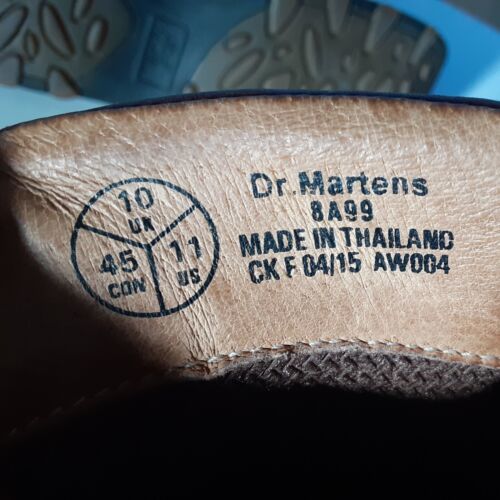 10
UK
45
CON
11
US
Dr. Martens
8A99
MADE IN THAILAND
CK F 04/15 AW004